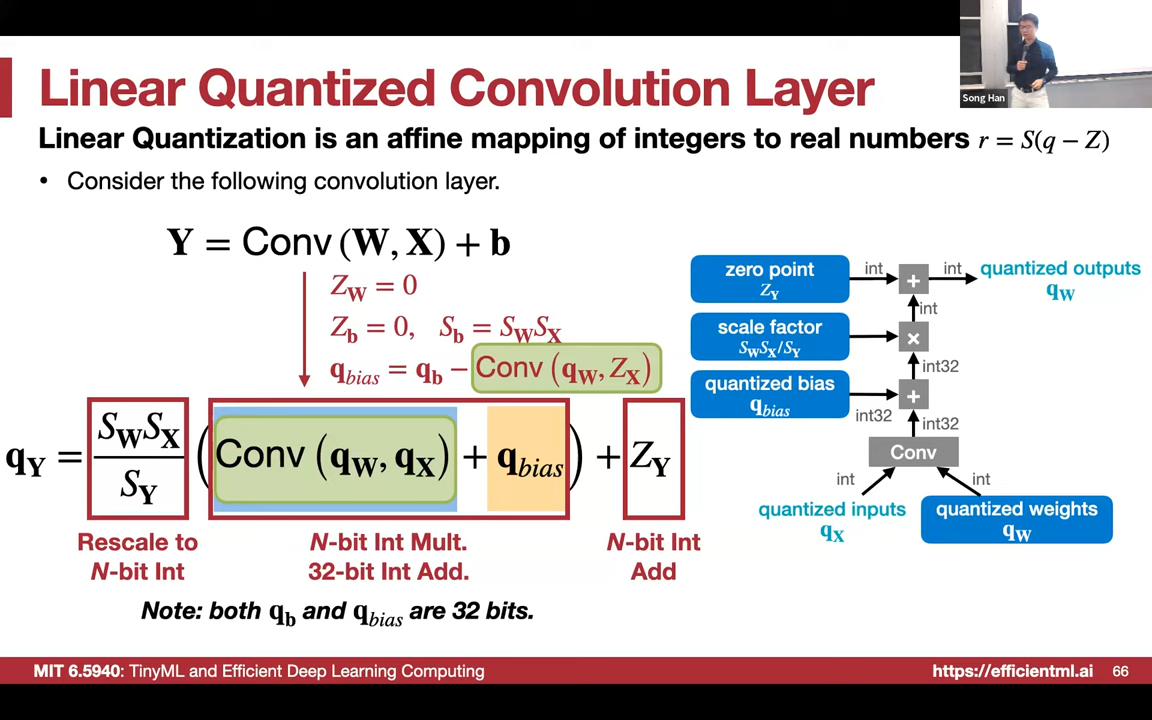 Song Han
Linear Quantized Convolution Layer
Linear Quantization is an affine mapping of integers to real numbers r = S(q − Z)
• Consider the following convolution layer.
Y = Conv (W, X) + b
Z_W = 0
Z_b = 0, S_b = S_W S_X
q_bias = q_b − Conv (q_W, Z_X)
q_Y = S_W S_X / S_Y ( Conv (q_W, q_X) + q_bias ) + Z_Y
Rescale to
N-bit Int
N-bit Int Mult.
32-bit Int Add.
N-bit Int
Add
Note: both q_b and q_bias are 32 bits.
zero point
Z_Y
int
+
int
quantized outputs
q_W
int
scale factor
S_W S_X/S_Y
×
int32
quantized bias
q_bias
int32
+
int32
Conv
int
int
quantized inputs
q_X
quantized weights
q_W
MIT 6.5940: TinyML and Efficient Deep Learning Computing
https://efficientml.ai
66